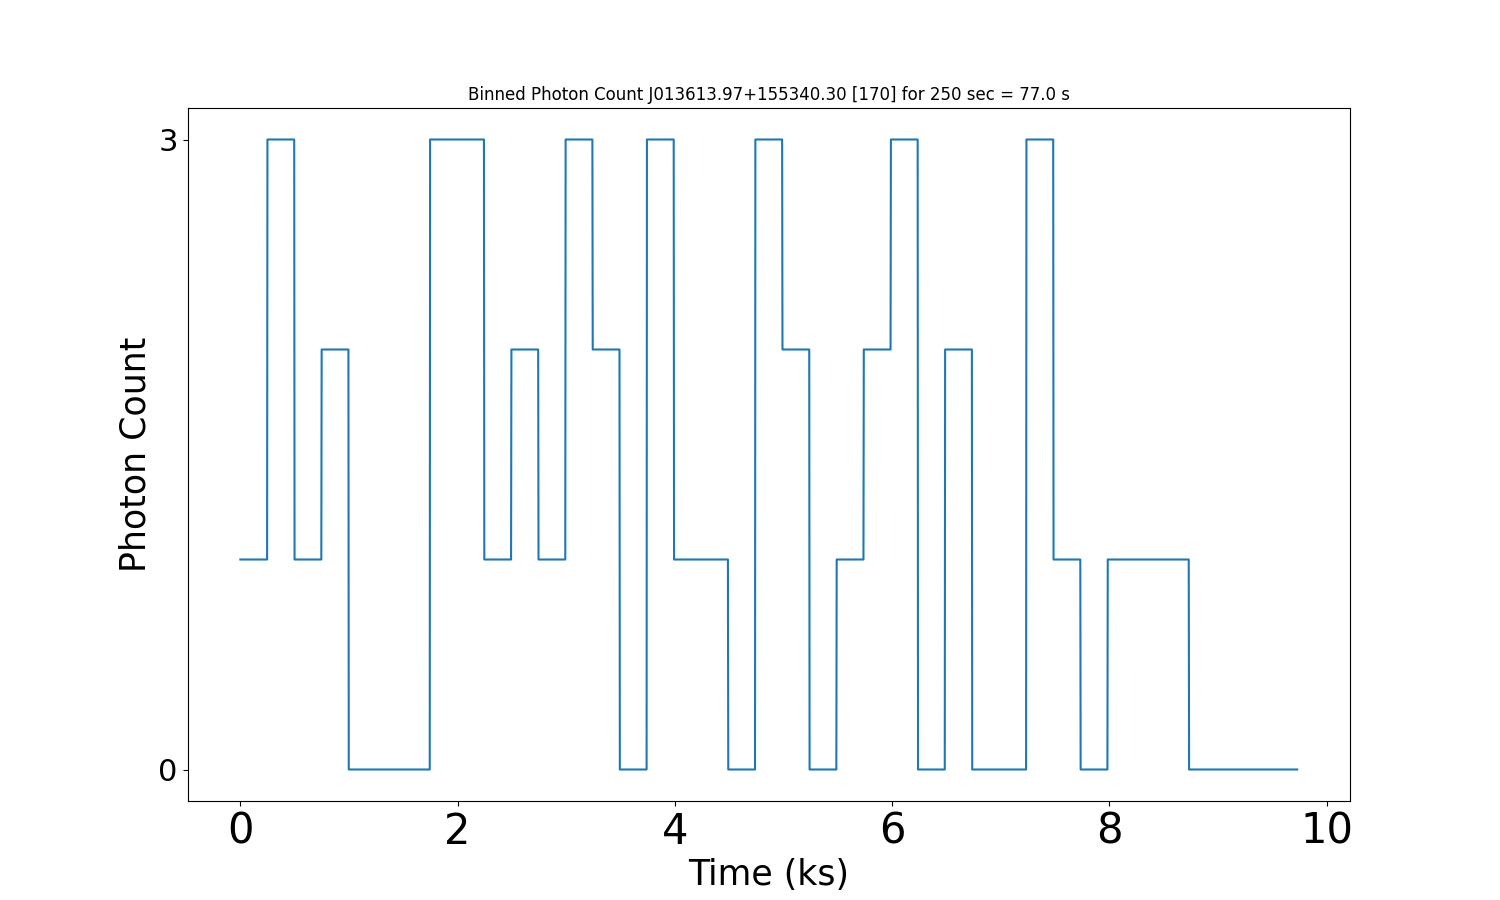 Binned Photon Count J013613.97+155340.30 [170] for 250 sec = 77.0 s
3
Photon Count
0
0 2 4 6 8 10
Time (ks)